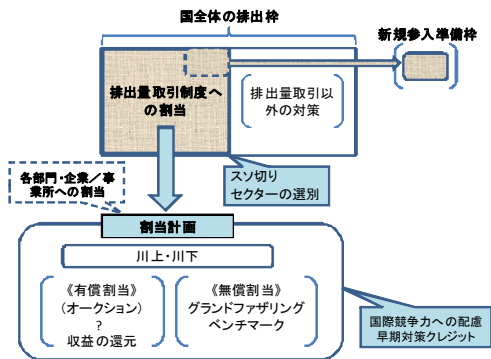 国全体の排出枠
新規参入準備枠
排出量取引制度へ
の割当
排出量取引以
外の対策
スソ切り
セクターの選別
各部門・企業／事
業所への割当
割当計画
川上・川下
《有償割当》
(オークション)
?
収益の還元
《無償割当》
グランドファザリング
ベンチマーク
国際競争力への配慮
早期対策クレジット